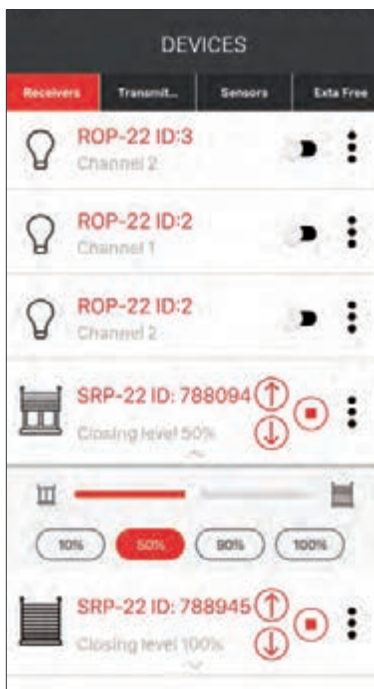 DEVICES
Receivers Transmit... Sensors Exta Free
ROP-22 ID:3
Channel 2
ROP-22 ID:2
Channel 1
ROP-22 ID:2
Channel 2
SRP-22 ID: 788094
Closing level 50%
10% 50% 90% 100%
SRP-22 ID: 788945
Closing level 100%